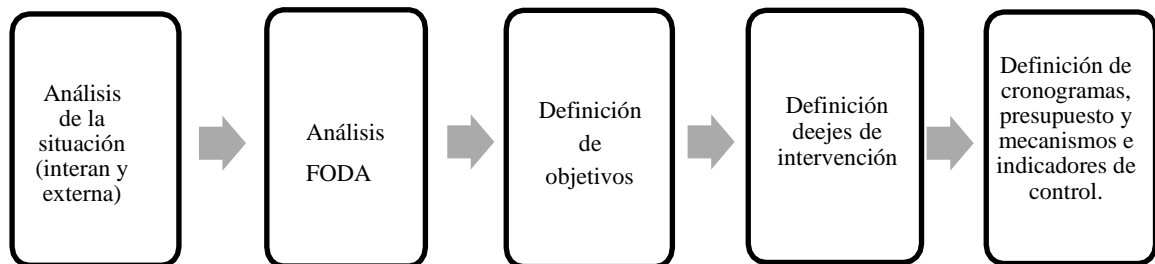 Análisis
de la
situación
(interan y
externa)
Análisis
FODA
Definición
de
objetivos
Definición
deejes de
intervención
Definición de
cronogramas,
presupuesto y
mecanismos e
indicadores de
control.